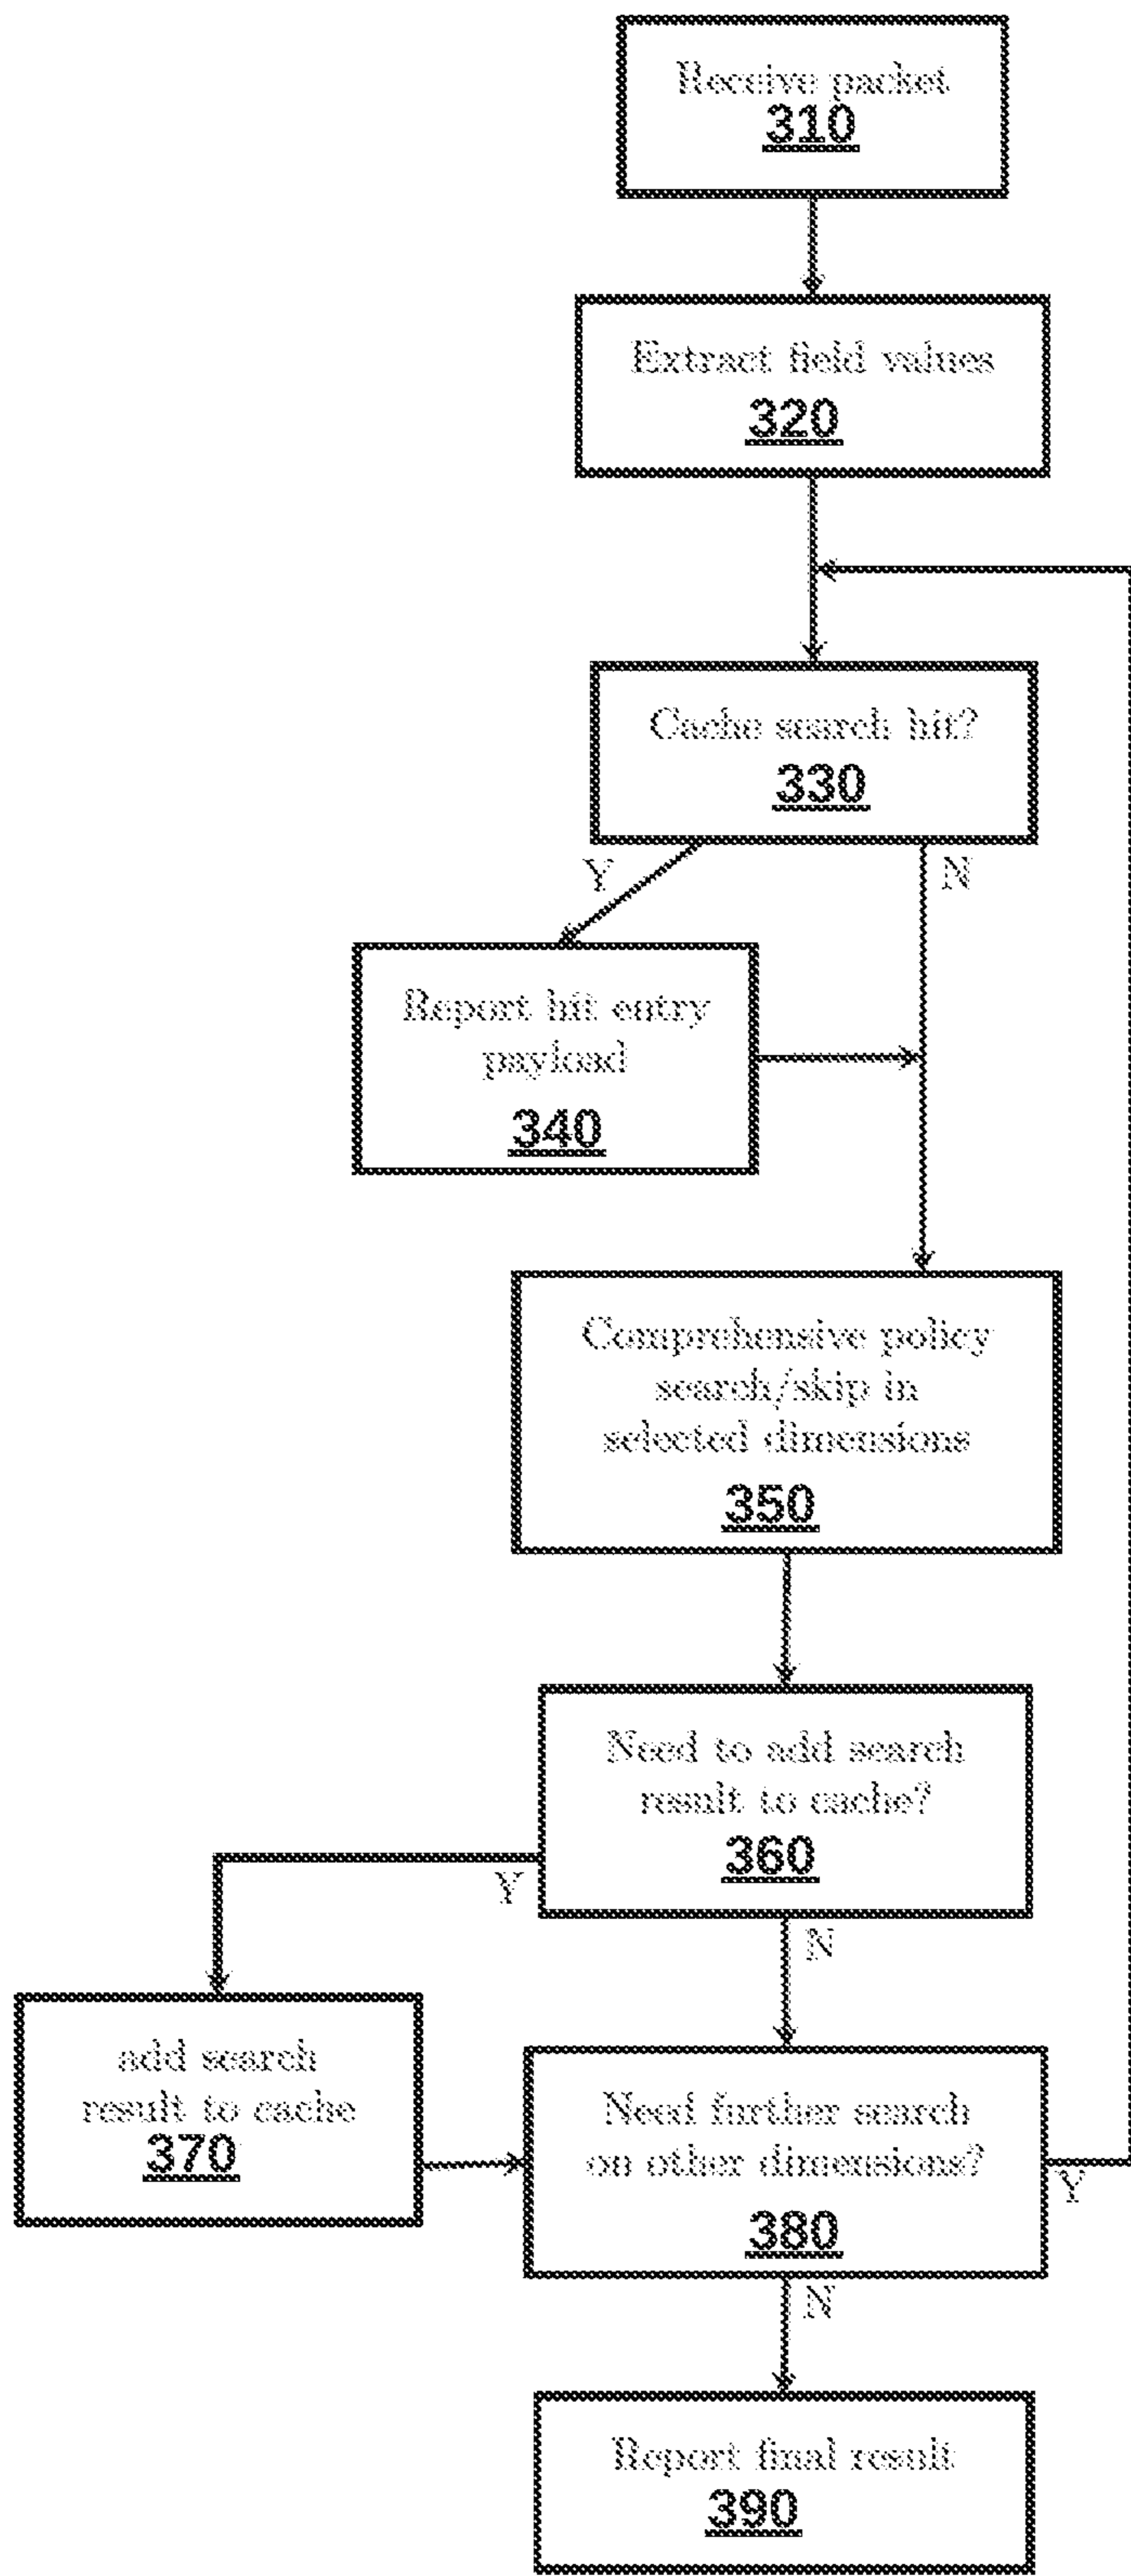 Receive packet
310
Extract field values
320
Cache search hit?
330
Y
N
Report hit entry
payload
340
Comprehensive policy
search/skip in
selected dimensions
350
Need to add search
result to cache?
360
Y
N
add search
result to cache
370
Need further search
on other dimensions?
380
Y
N
Report final result
390